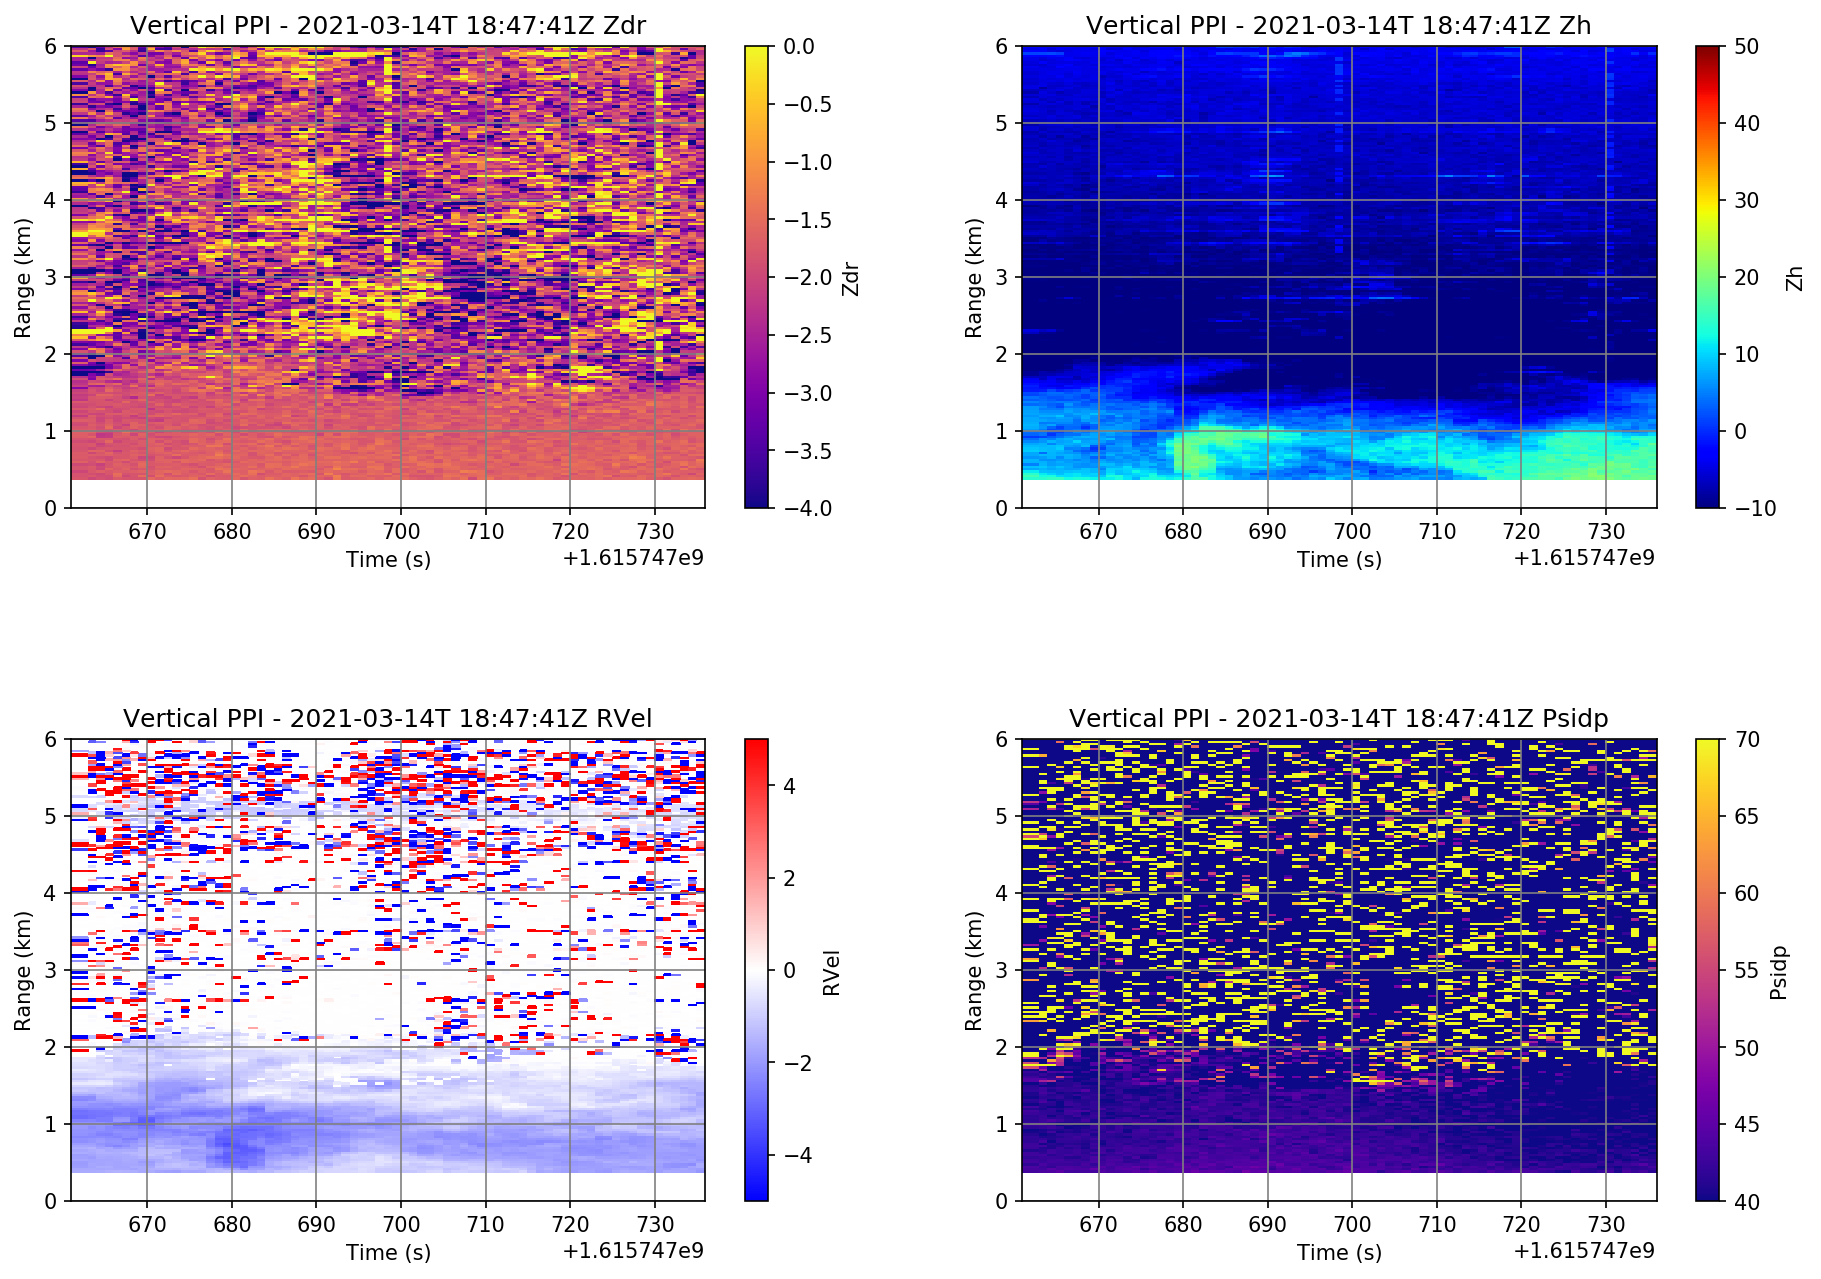 Vertical PPI - 2021-03-14T 18:47:41Z Zdr
6
5
4
3
2
1
0
Range (km)
670 680 690 700 710 720 730
Time (s)
+1.615747e9
0.0
−0.5
−1.0
−1.5
−2.0
−2.5
−3.0
−3.5
−4.0
Zdr
Vertical PPI - 2021-03-14T 18:47:41Z Zh
6
5
4
3
2
1
0
Range (km)
670 680 690 700 710 720 730
Time (s)
+1.615747e9
50
40
30
20
10
0
−10
Zh
Vertical PPI - 2021-03-14T 18:47:41Z RVel
6
5
4
3
2
1
0
Range (km)
670 680 690 700 710 720 730
Time (s)
+1.615747e9
4
2
0
−2
−4
RVel
Vertical PPI - 2021-03-14T 18:47:41Z Psidp
6
5
4
3
2
1
0
Range (km)
670 680 690 700 710 720 730
Time (s)
+1.615747e9
70
65
60
55
50
45
40
Psidp